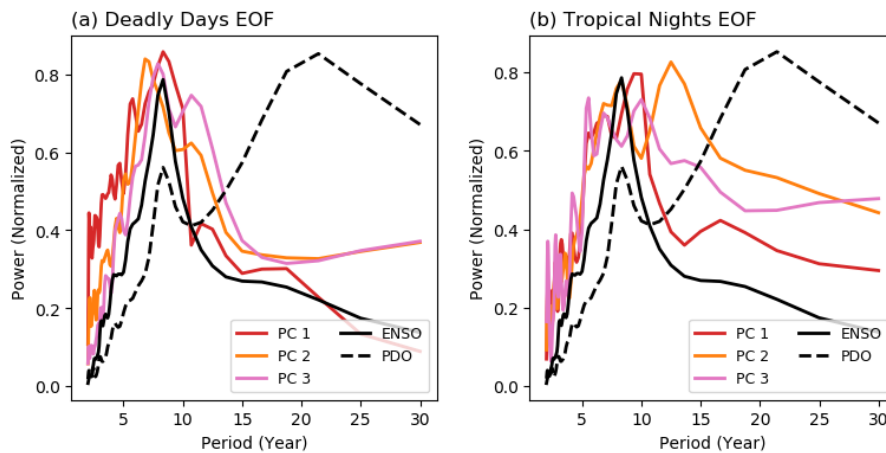 (a) Deadly Days EOF
Power (Normalized)
0.8
0.6
0.4
0.2
0.0
PC 1
PC 2
PC 3
ENSO
PDO
5 10 15 20 25 30
Period (Year)
(b) Tropical Nights EOF
Power (Normalized)
0.8
0.6
0.4
0.2
0.0
PC 1
PC 2
PC 3
ENSO
PDO
5 10 15 20 25 30
Period (Year)